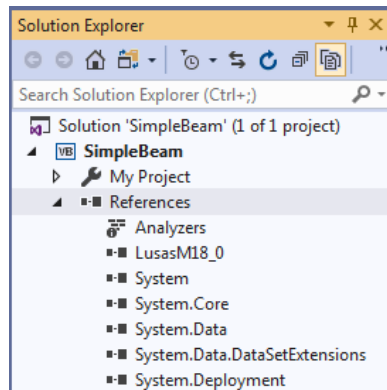 Solution Explorer
Search Solution Explorer (Ctrl+;)
Solution 'SimpleBeam' (1 of 1 project)
VB SimpleBeam
My Project
References
Analyzers
LusasM18_0
System
System.Core
System.Data
System.Data.DataSetExtensions
System.Deployment